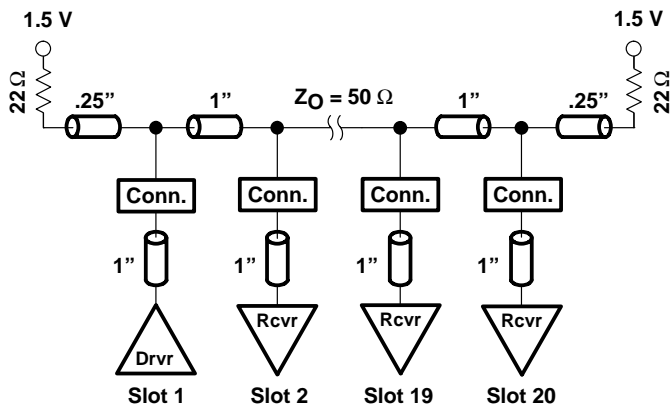 1.5 V
1.5 V
22 Ω
.25”
1”
ZO = 50 Ω
1”
.25”
22 Ω
Conn.
Conn.
Conn.
Conn.
1”
1”
1”
1”
Drvr
Rcvr
Rcvr
Rcvr
Slot 1
Slot 2
Slot 19
Slot 20